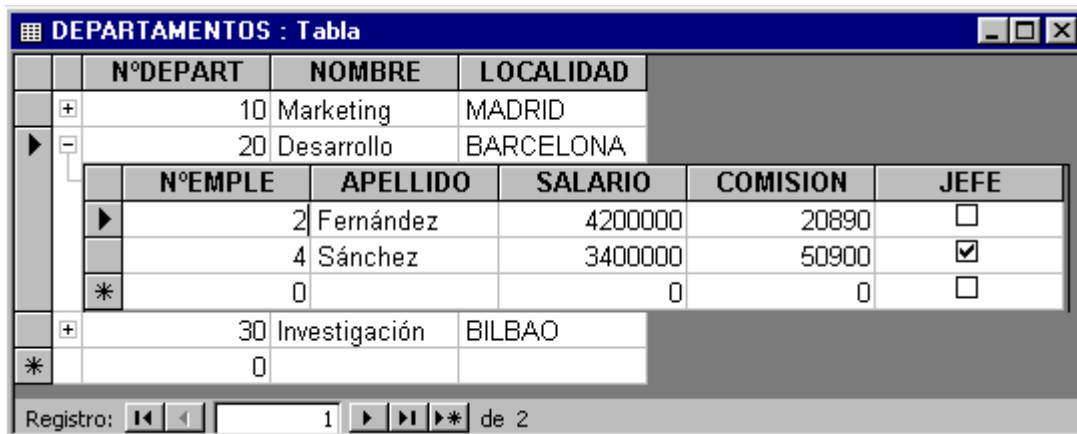 DEPARTAMENTOS : Tabla
NºDEPART NOMBRE LOCALIDAD
10 Marketing MADRID
20 Desarrollo BARCELONA
NºEMPLE APELLIDO SALARIO COMISION JEFE
2 Fernández 4200000 20890
4 Sánchez 3400000 50900
0 0 0
30 Investigación BILBAO
0
Registro: 1 de 2